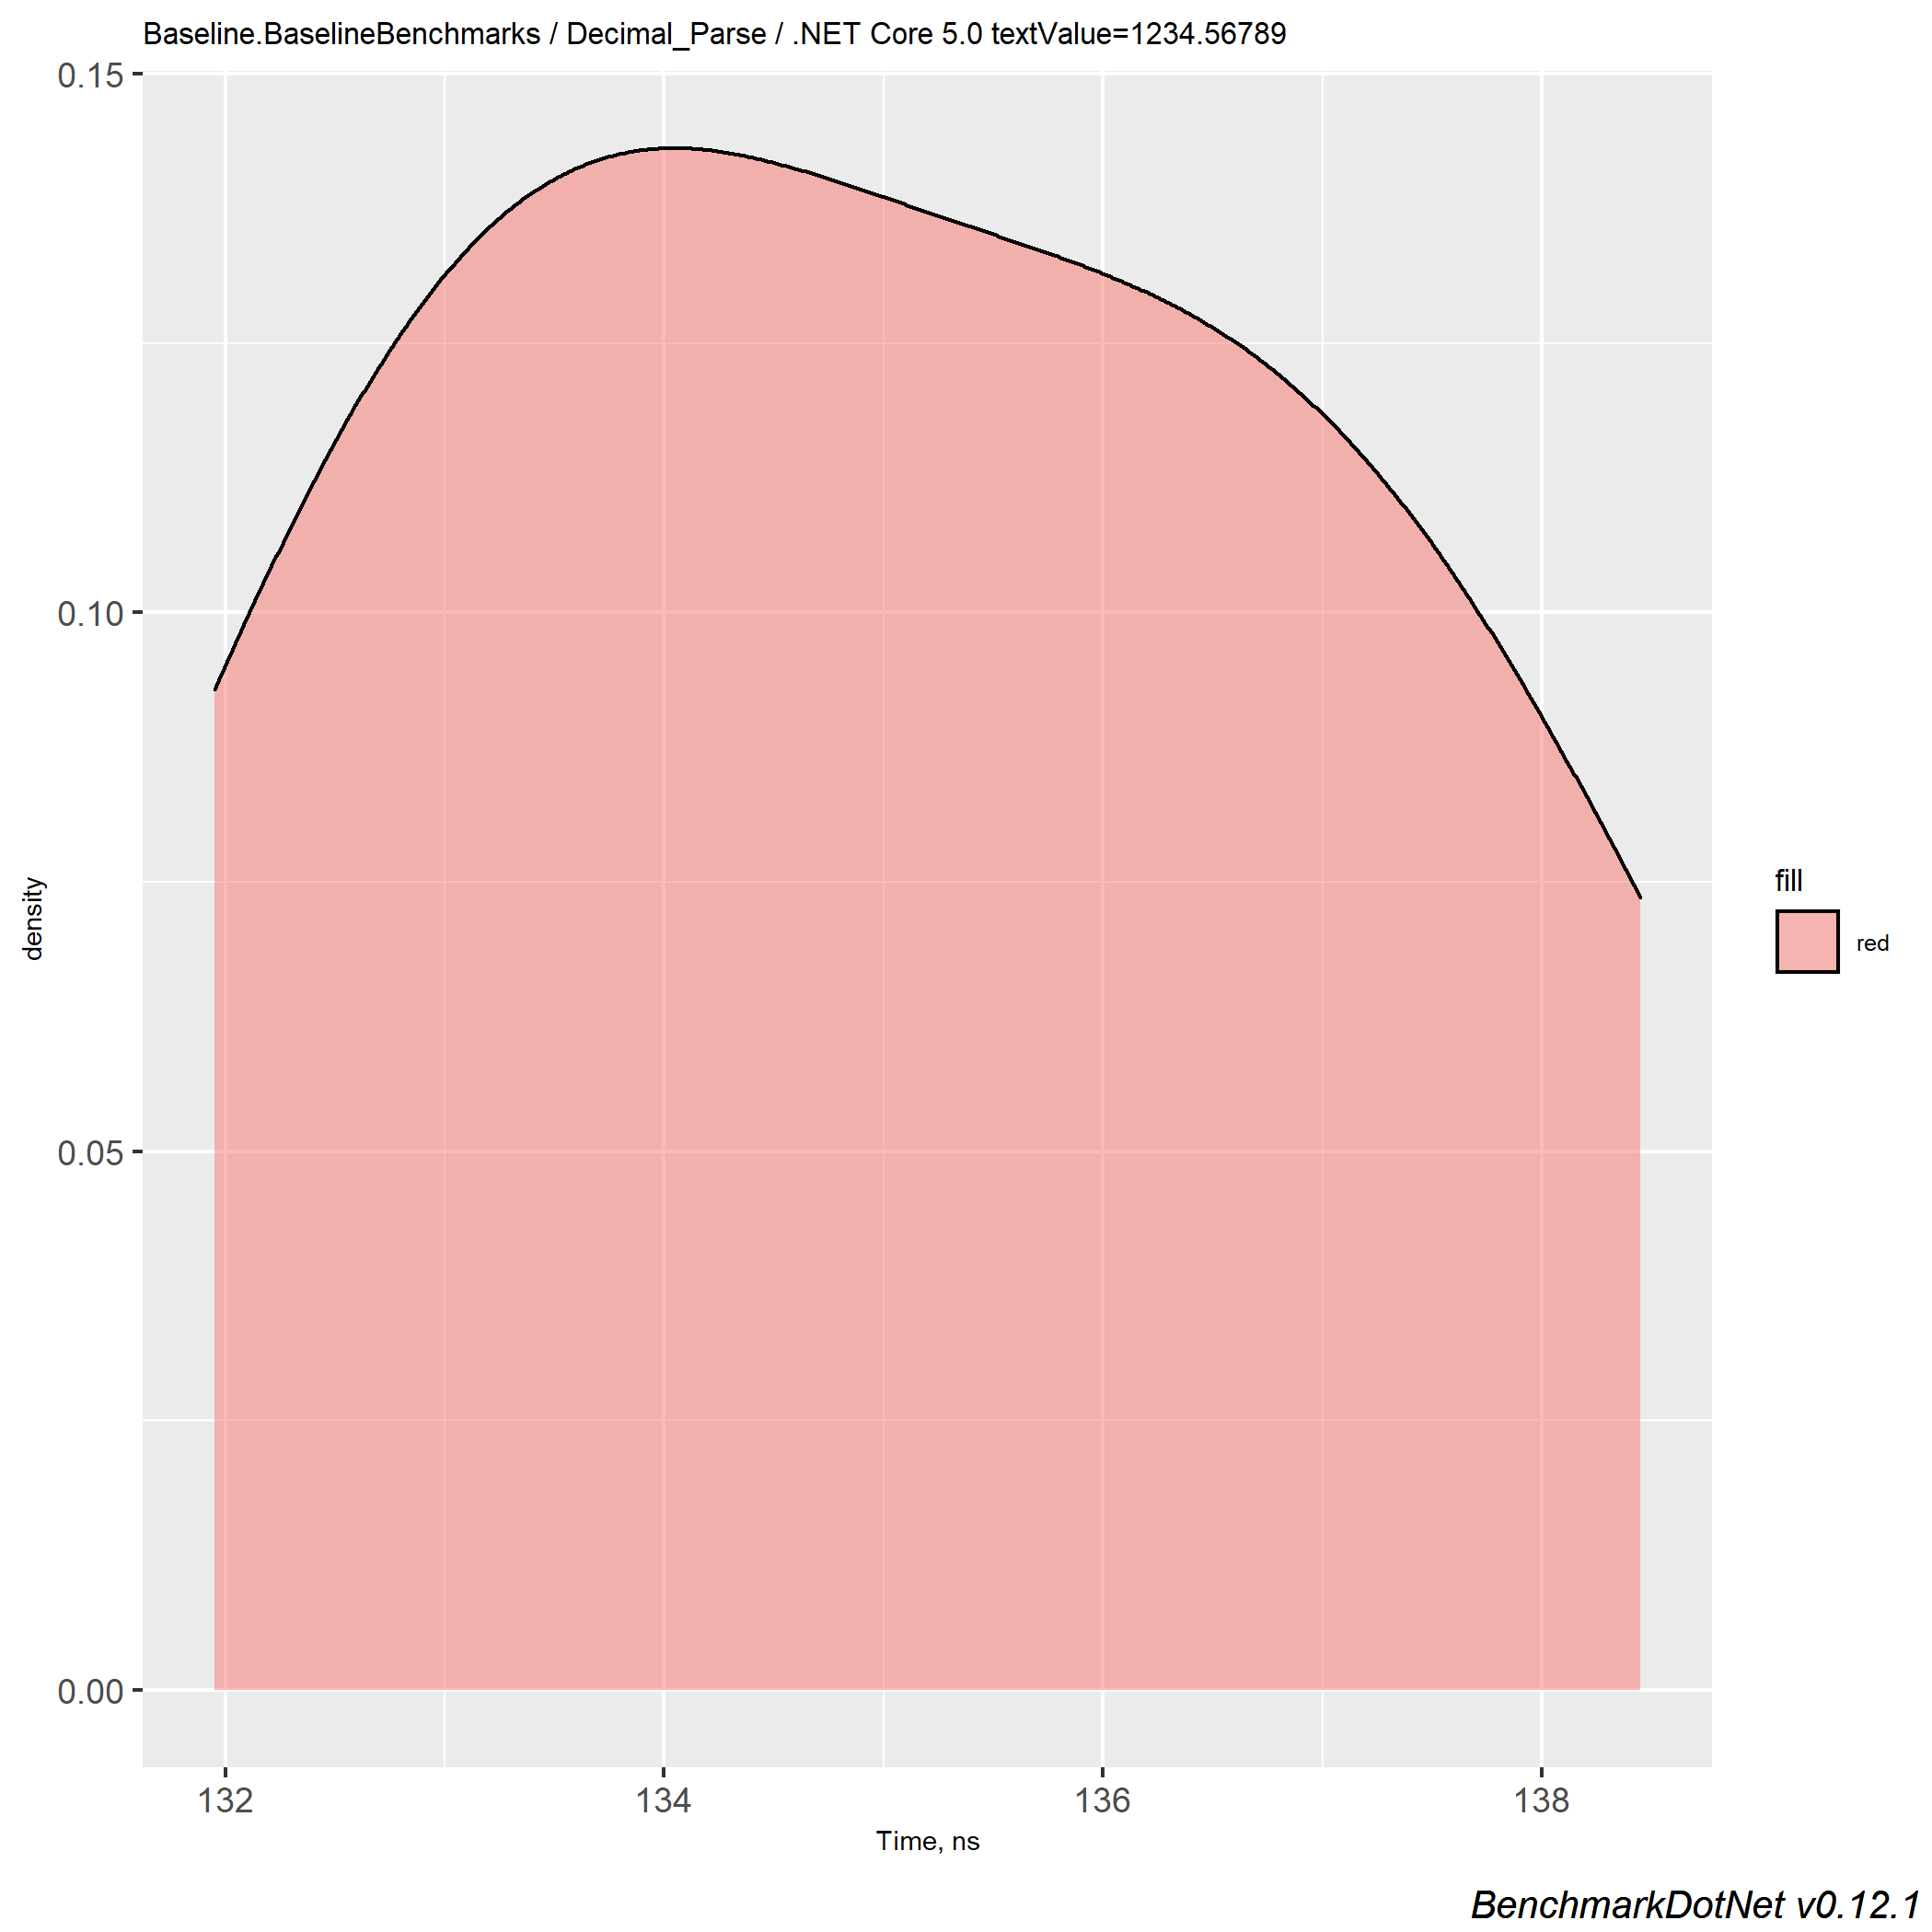 Baseline.BaselineBenchmarks / Decimal_Parse / .NET Core 5.0 textValue=1234.56789
0.15
0.10
0.05
0.00
density
132 134 136 138
Time, ns
fill
red
BenchmarkDotNet v0.12.1